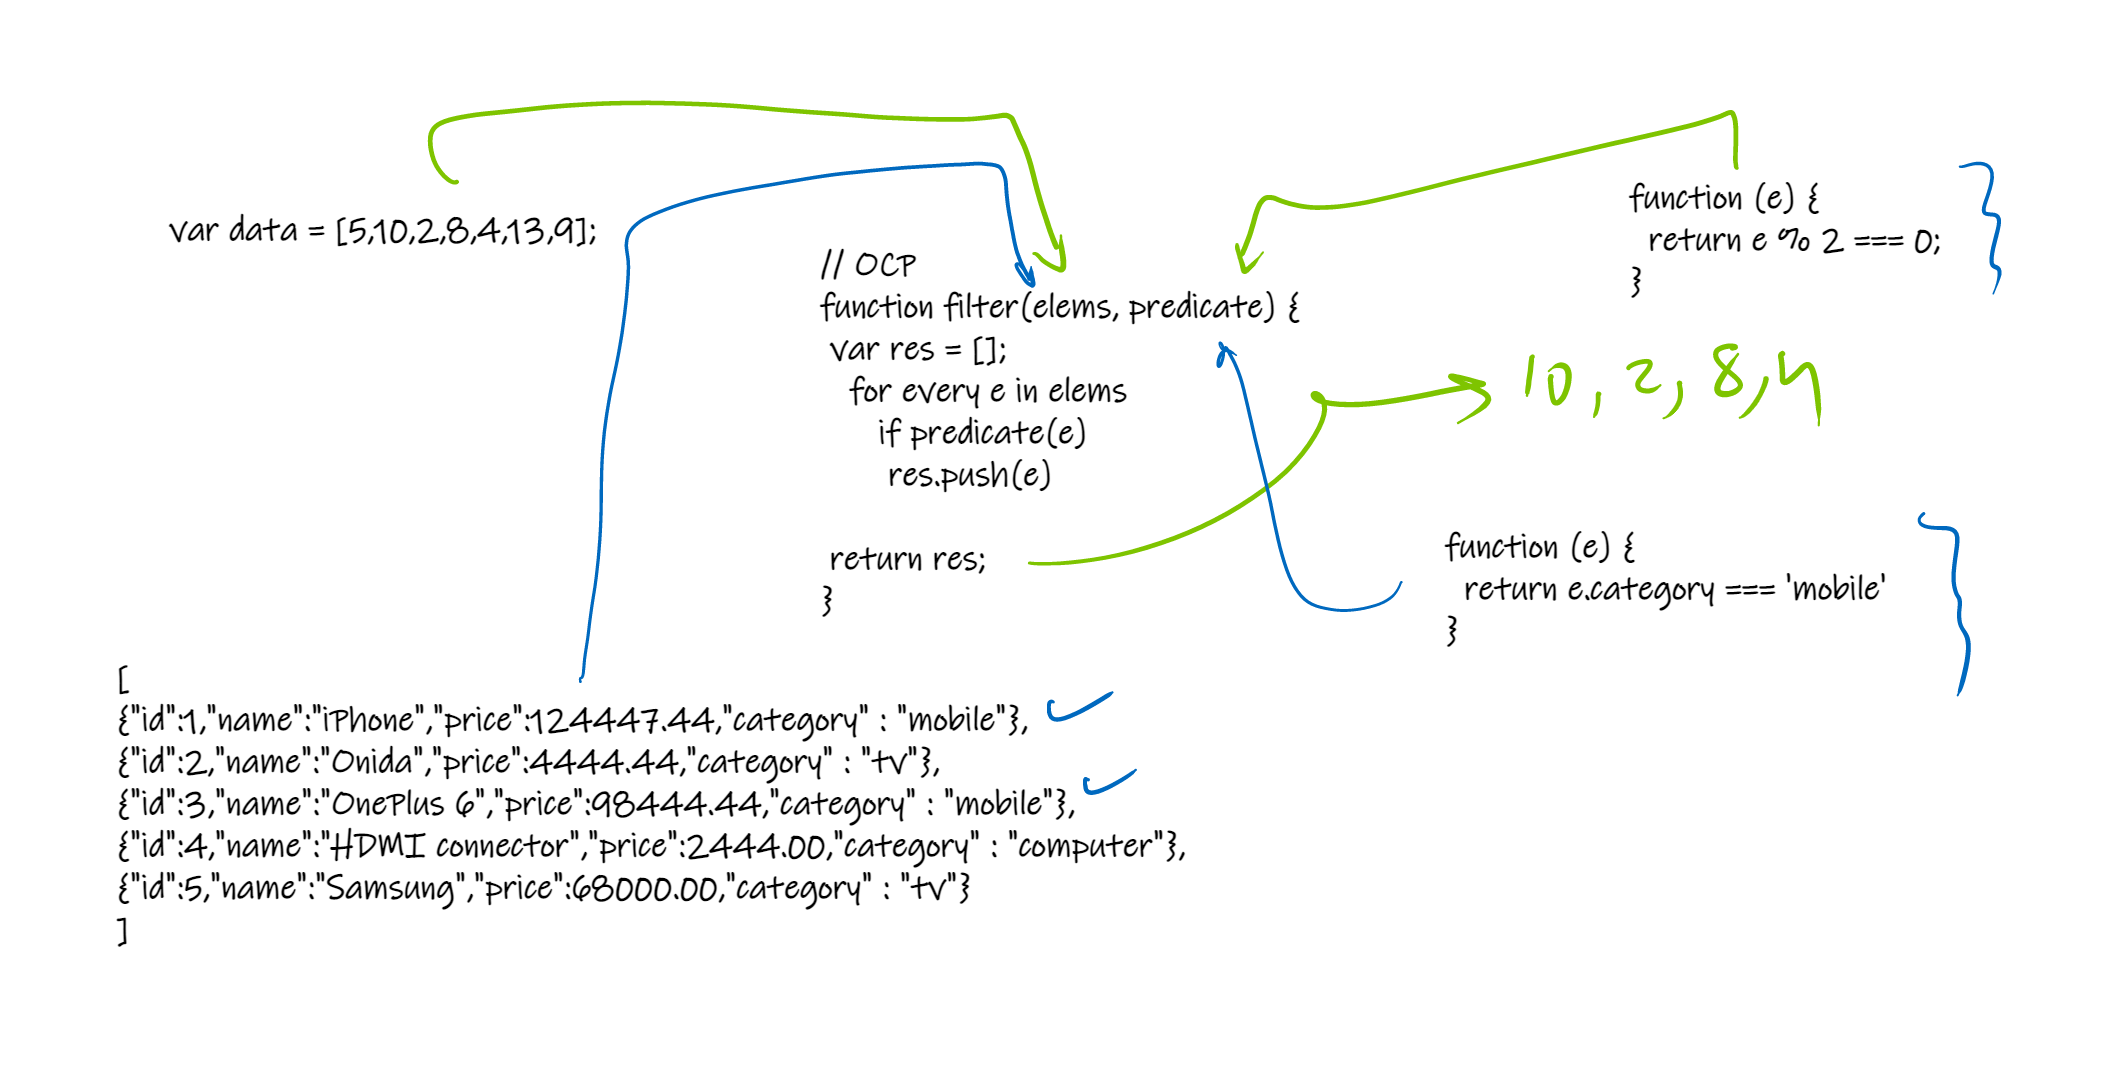 var data = [5,10,2,8,4,13,9];
// OCP
function filter(elems, predicate) {
var res = [];
for every e in elems
if predicate(e)
res.push(e)
return res;
}
function (e) {
return e % 2 === 0;
}
10, 2, 8, 4
function (e) {
return e.category === 'mobile'
}
[
{"id":1,"name":"iPhone","price":124447.44,"category" : "mobile"},
{"id":2,"name":"Onida","price":4444.44,"category" : "tv"},
{"id":3,"name":"OnePlus 6","price":98444.44,"category" : "mobile"},
{"id":4,"name":"HDMI connector","price":2444.00,"category" : "computer"},
{"id":5,"name":"Samsung","price":68000.00,"category" : "tv"}
]